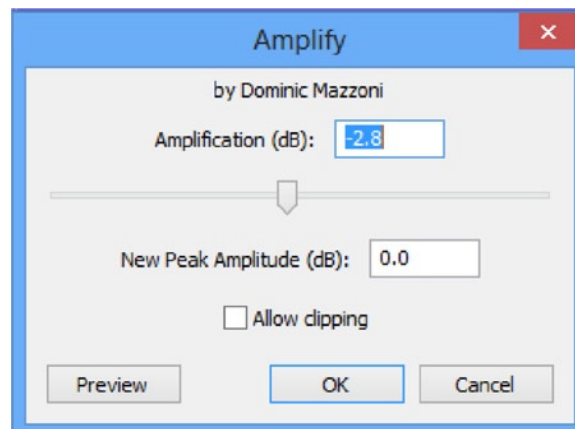 Amplify
by Dominic Mazzoni
Amplification (dB): -2.8
New Peak Amplitude (dB): 0.0
Allow clipping
Preview OK Cancel